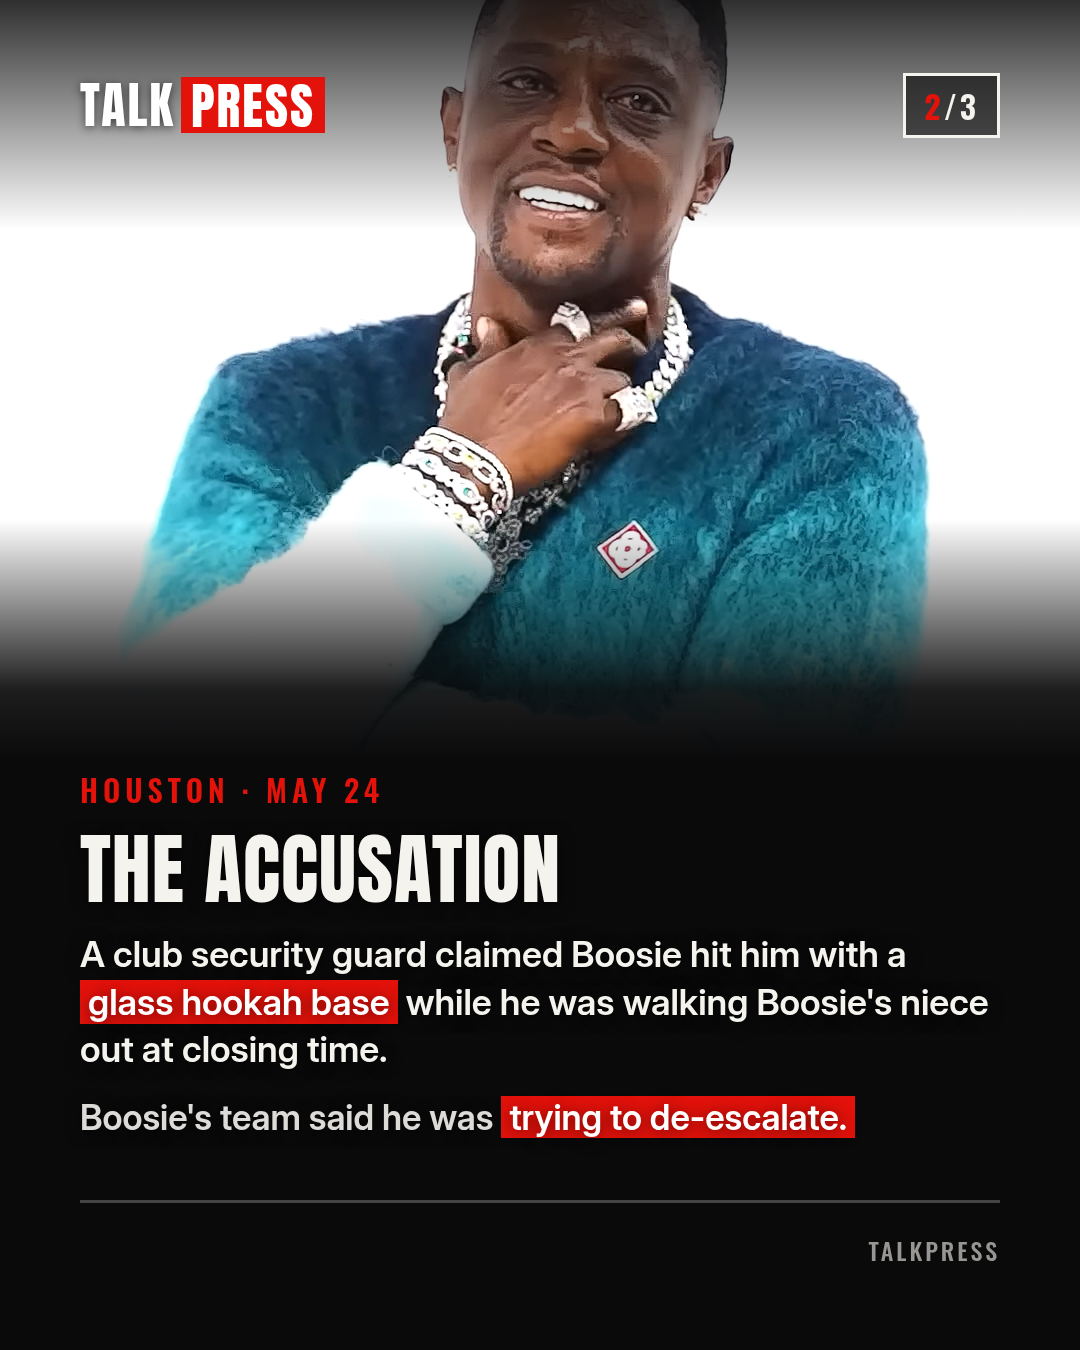 TALK PRESS
2/3
HOUSTON · MAY 24
THE ACCUSATION
A club security guard claimed Boosie hit him with a
glass hookah base while he was walking Boosie's niece
out at closing time.
Boosie's team said he was trying to de-escalate.
TALKPRESS